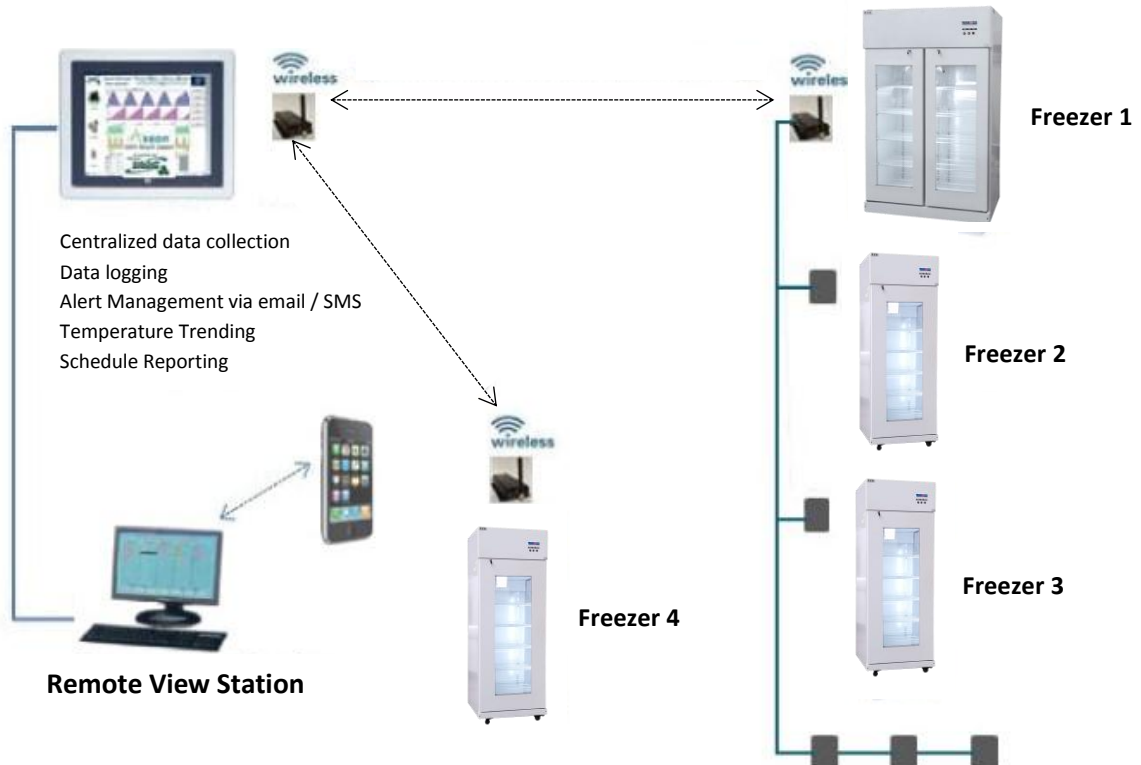 wireless
wireles
Freezer 1
Centralized data collection
Data logging
Alert Management via email / SMS
Temperature Trending
Schedule Reporting
Freezer 2
wireless
Freezer 3
Freezer 4
Remote View Station